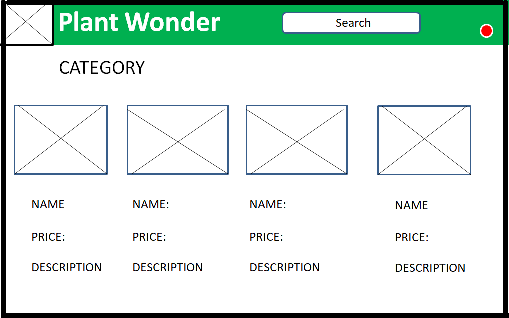 Plant Wonder
Search
CATEGORY
NAME NAME: NAME: NAME
PRICE: PRICE: PRICE: PRICE:
DESCRIPTION DESCRIPTION DESCRIPTION DESCRIPTION